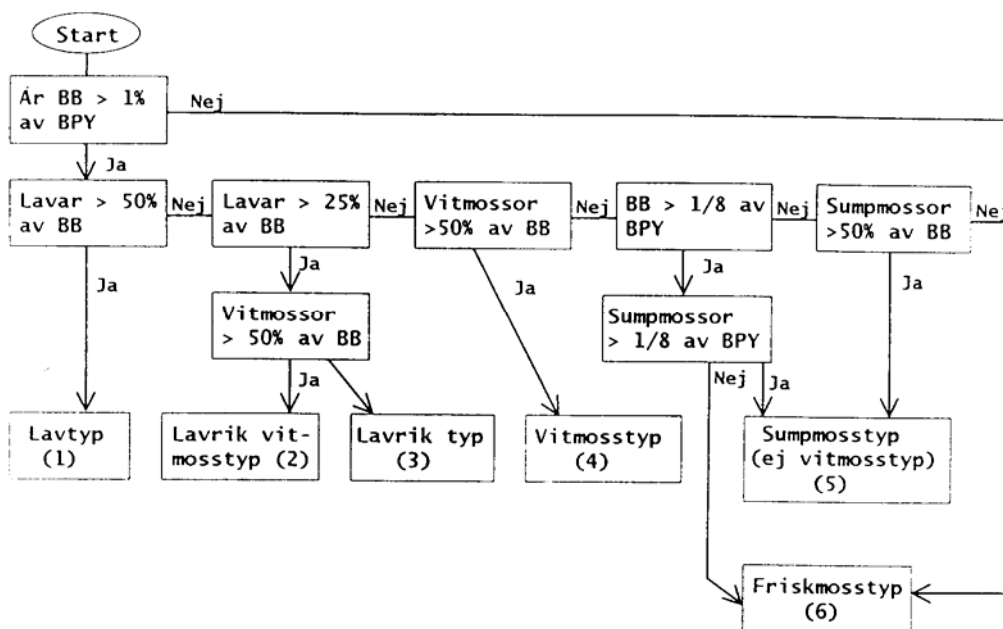 Start
Är BB > 1%
av BPY
Nej
Ja
Lavar > 50%
av BB
Nej
Lavar > 25%
av BB
Nej
Vitmossor
>50% av BB
Nej
BB > 1/8 av
BPY
Nej
Sumpmossor
>50% av BB
Nej
Ja
Ja
Ja
Ja
Ja
Vitmossor
> 50% av BB
Sumpmossor
> 1/8 av BPY
Ja
Nej
Ja
Lavtyp
(1)
Lavrik vit-
mosstyp (2)
Lavrik typ
(3)
Vitmosstyp
(4)
Sumpmosstyp
(ej vitmosstyp)
(5)
Friskmosstyp
(6)